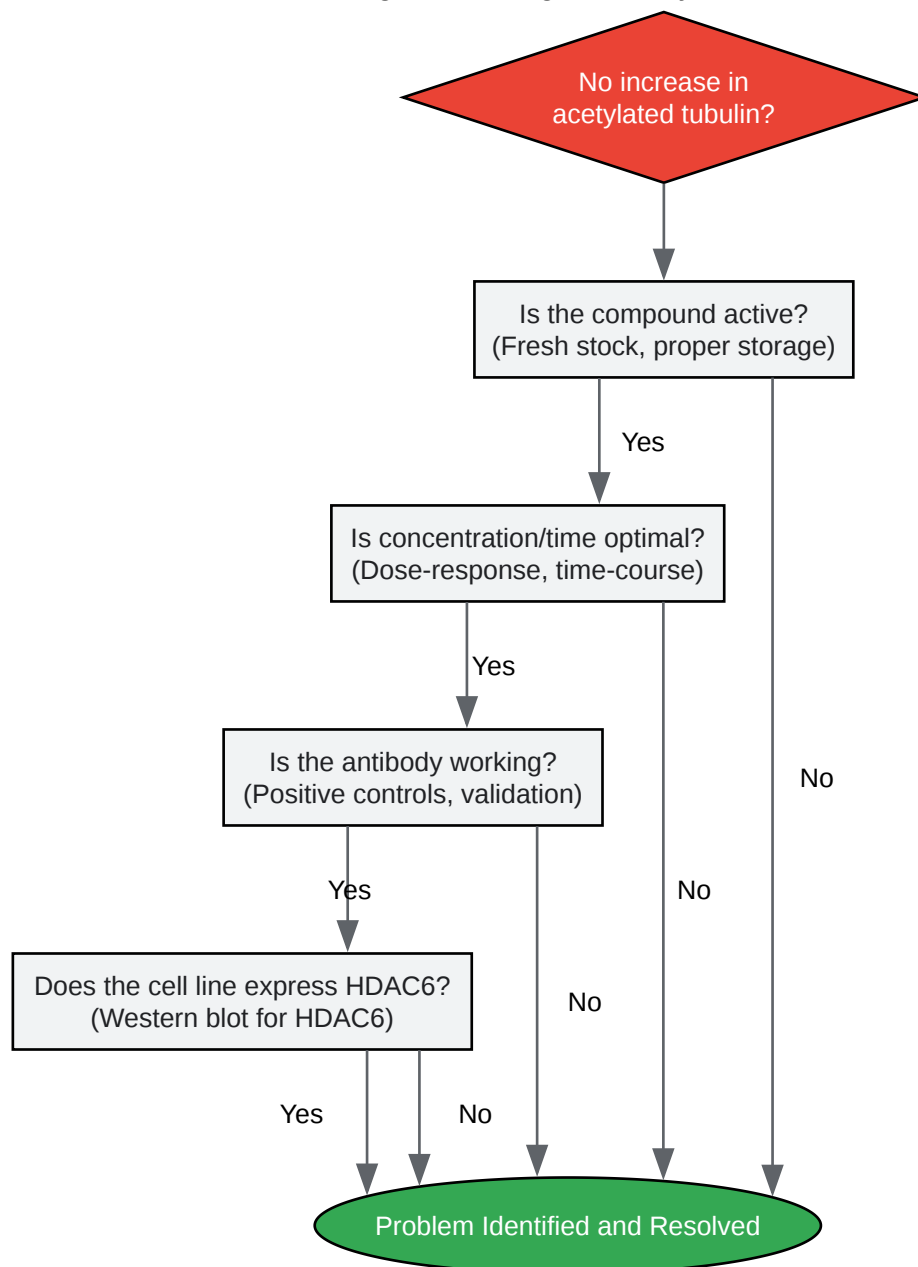 No increase in
acetylated tubulin?
Is the compound active?
(Fresh stock, proper storage)
Yes
Is concentration/time optimal?
(Dose-response, time-course)
Yes
Is the antibody working?
(Positive controls, validation)
No
Yes
No
Does the cell line express HDAC6?
(Western blot for HDAC6)
No
Yes
No
Problem Identified and Resolved